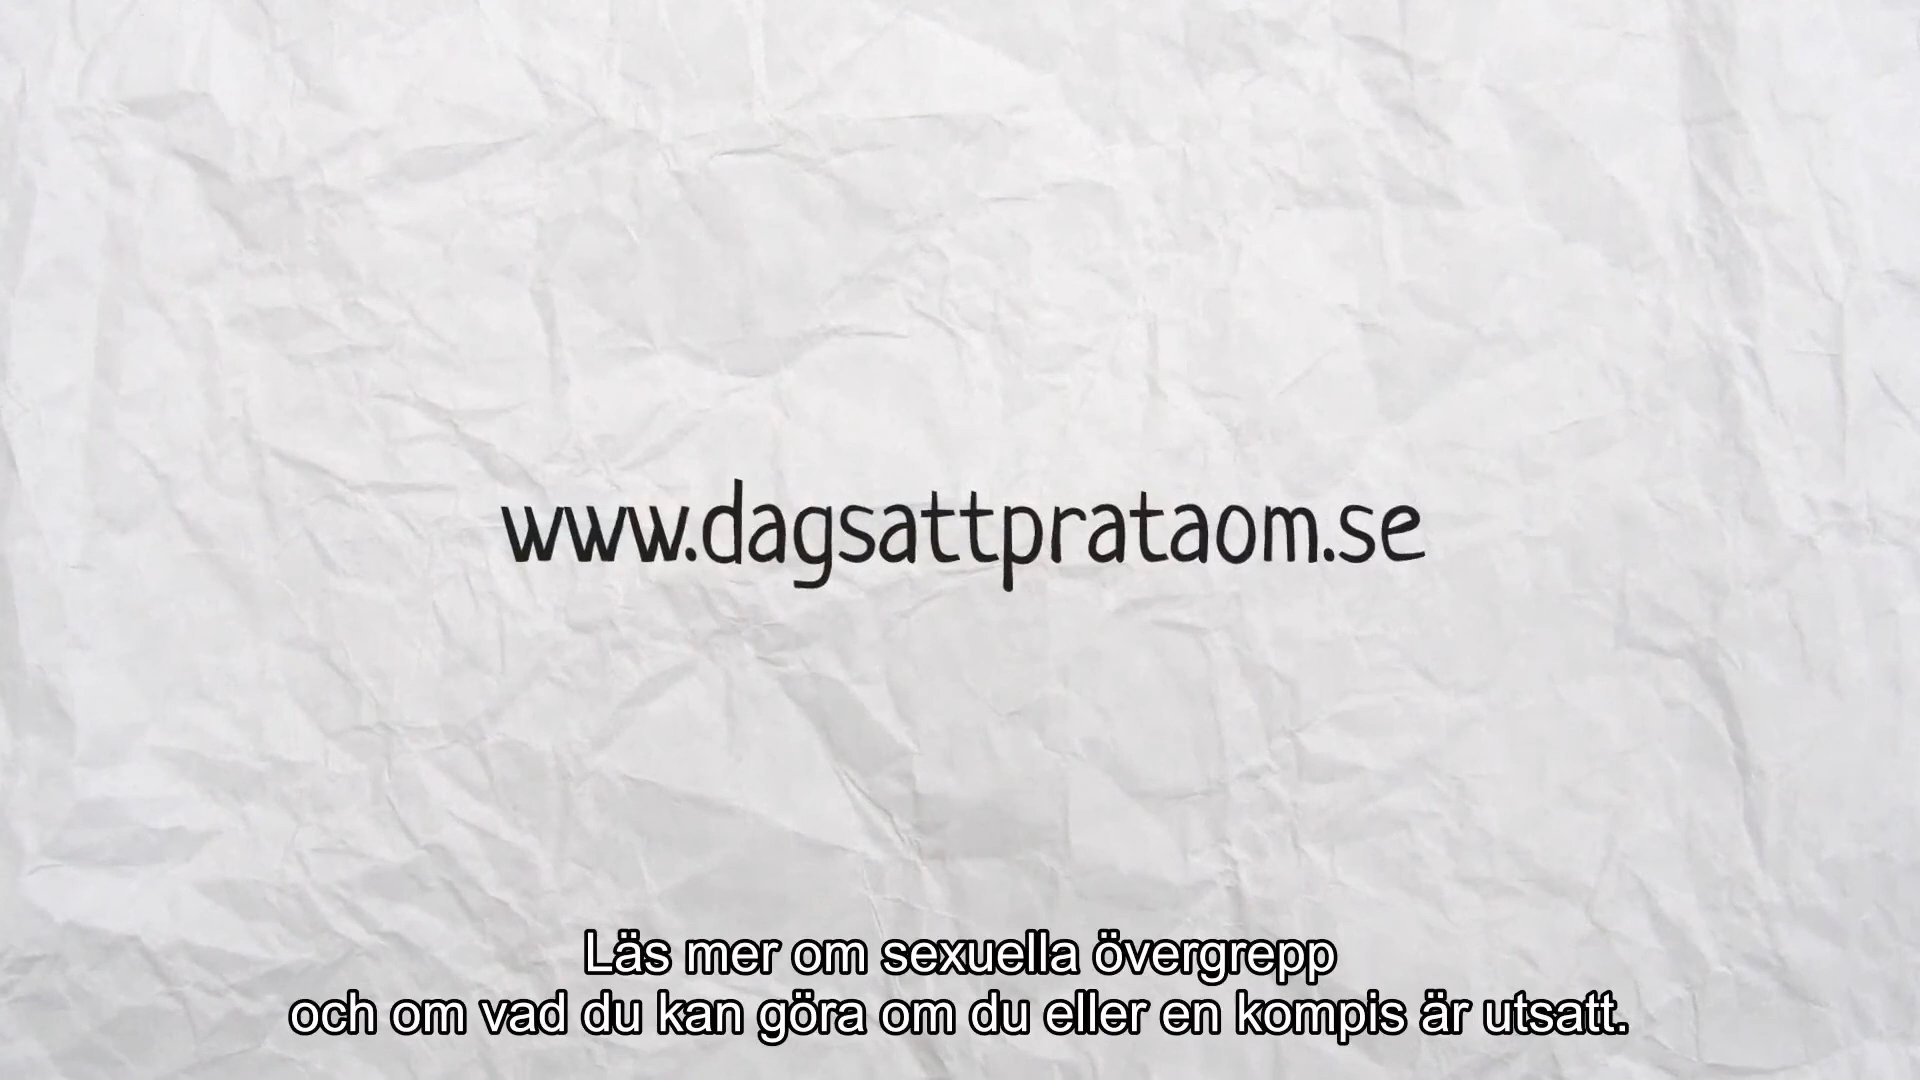 www.dagsattprataom.se
Läs mer om sexuella övergrepp
och om vad du kan göra om du eller en kompis är utsatt.